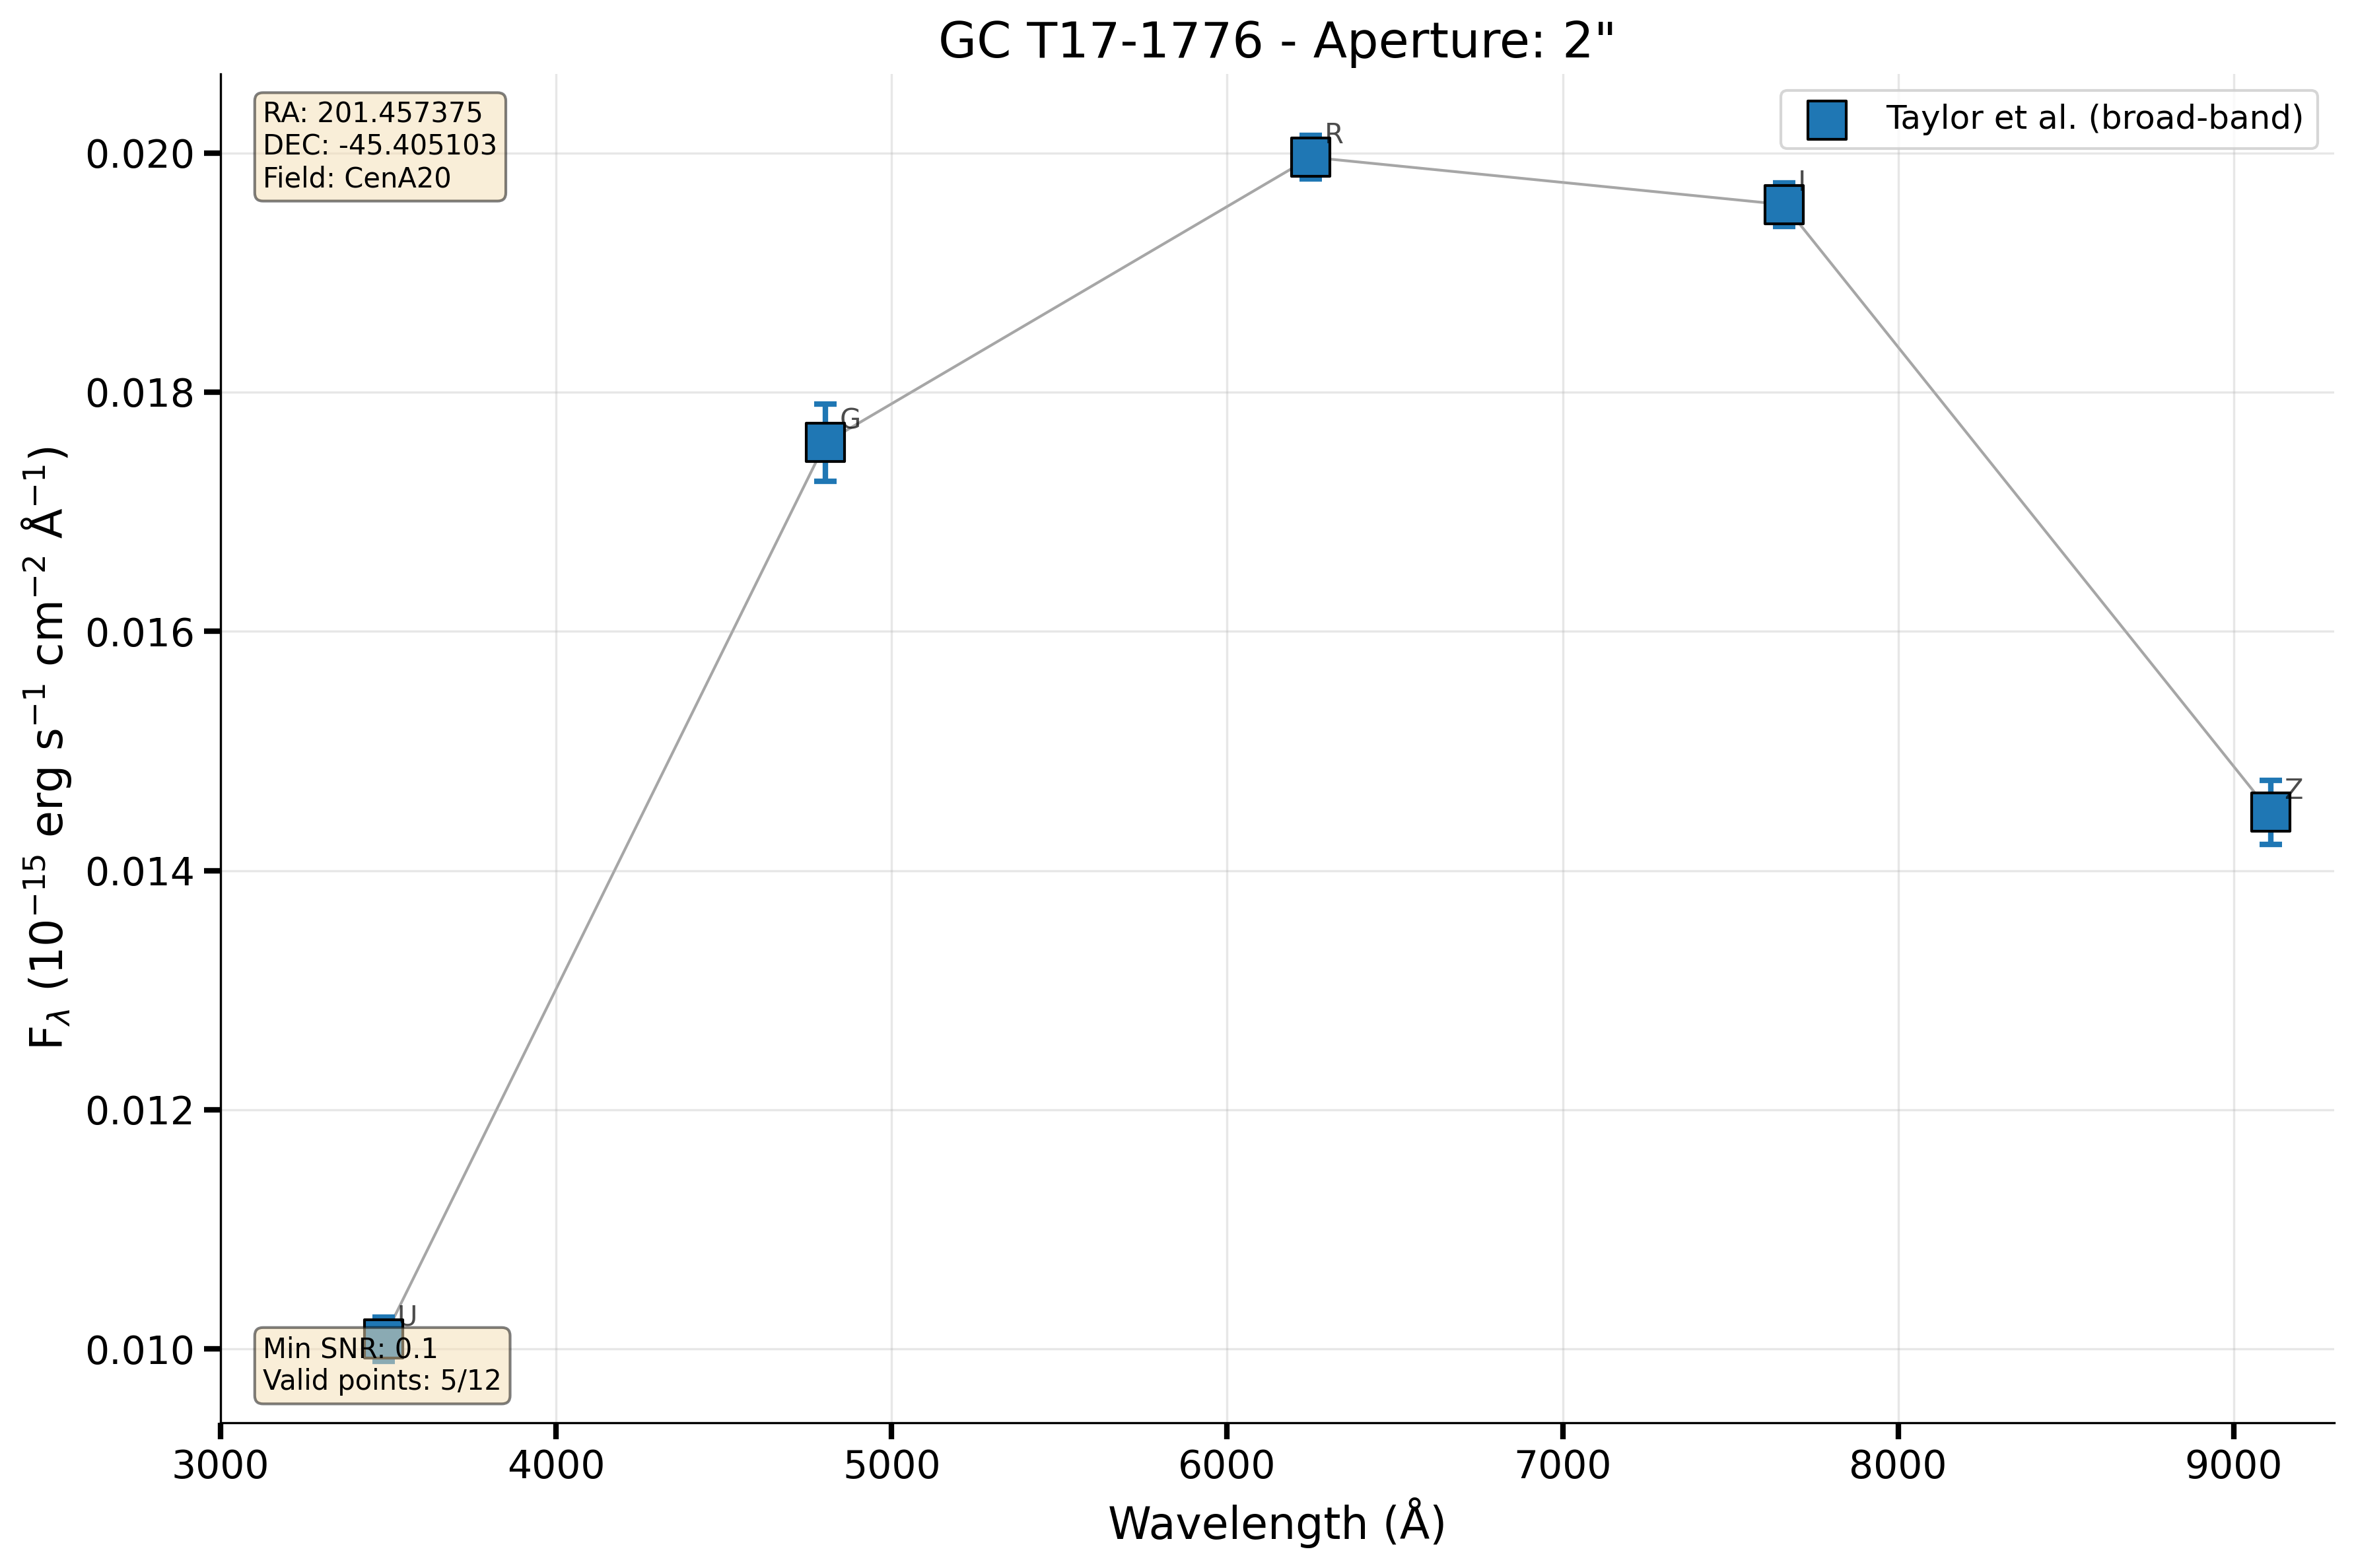 GC T17-1776 - Aperture: 2"
RA: 201.457375
DEC: -45.405103
Field: CenA20
Taylor et al. (broad-band)
R
I
G
Z
U
Min SNR: 0.1
Valid points: 5/12
0.020
0.018
0.016
0.014
0.012
0.010
F_λ (10⁻¹⁵ erg s⁻¹ cm⁻² Å⁻¹)
3000 4000 5000 6000 7000 8000 9000
Wavelength (Å)